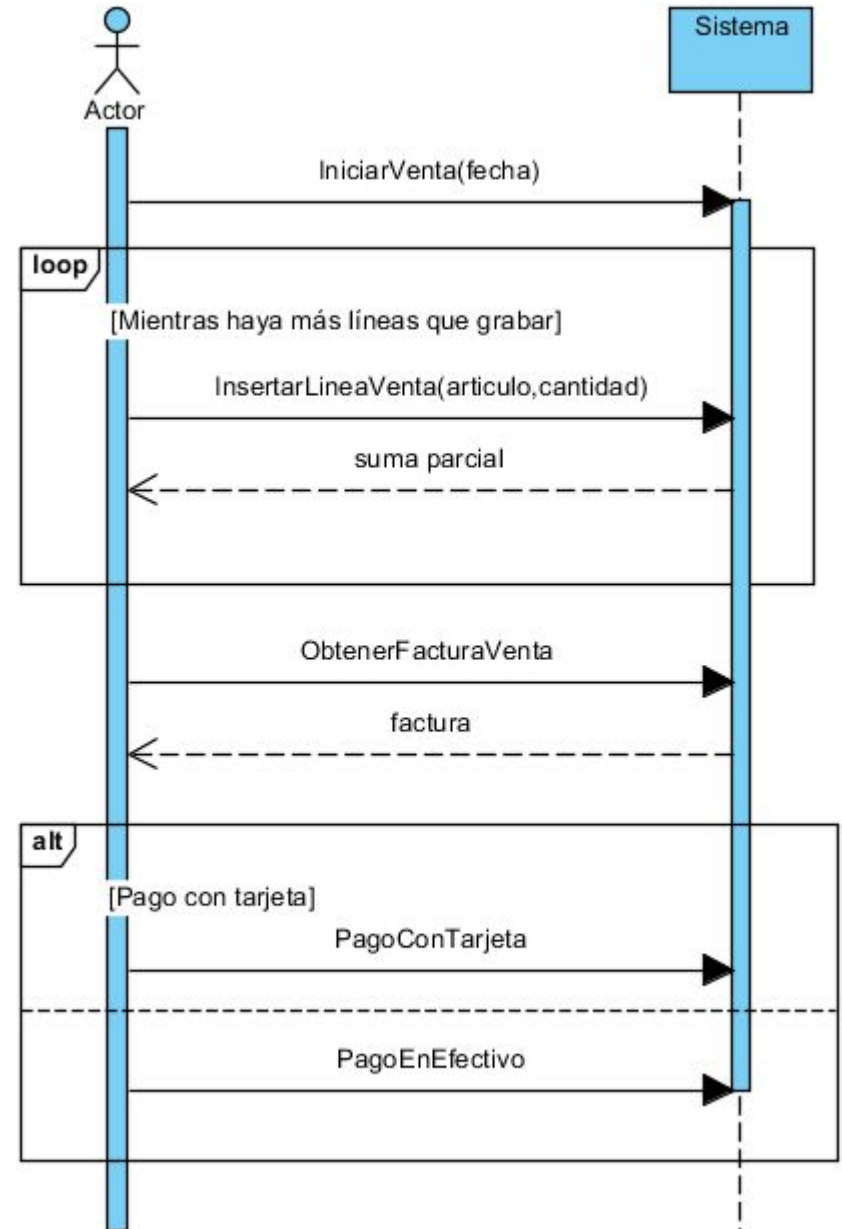 Actor
Sistema
IniciarVenta(fecha)
loop
[Mientras haya más líneas que grabar]
InsertarLineaVenta(articulo,cantidad)
suma parcial
ObtenerFacturaVenta
factura
alt
[Pago con tarjeta]
PagoConTarjeta
PagoEnEfectivo